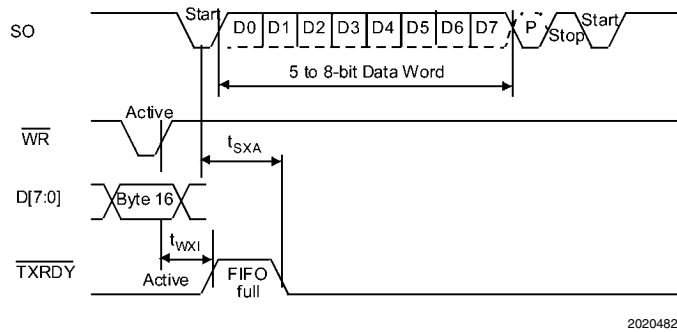 SO
Start D0 D1 D2 D3 D4 D5 D6 D7 P Stop Start
5 to 8-bit Data Word
WR
Active
tSXA
D[7:0]
Byte 16
tWXI
TXRDY
Active
FIFO
full
2020482